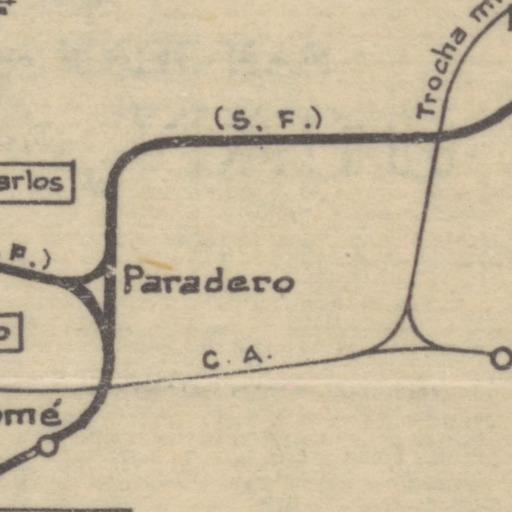 Trocha
(S. F.)
arlos
F.)
Paradero
o
C. A.
omé